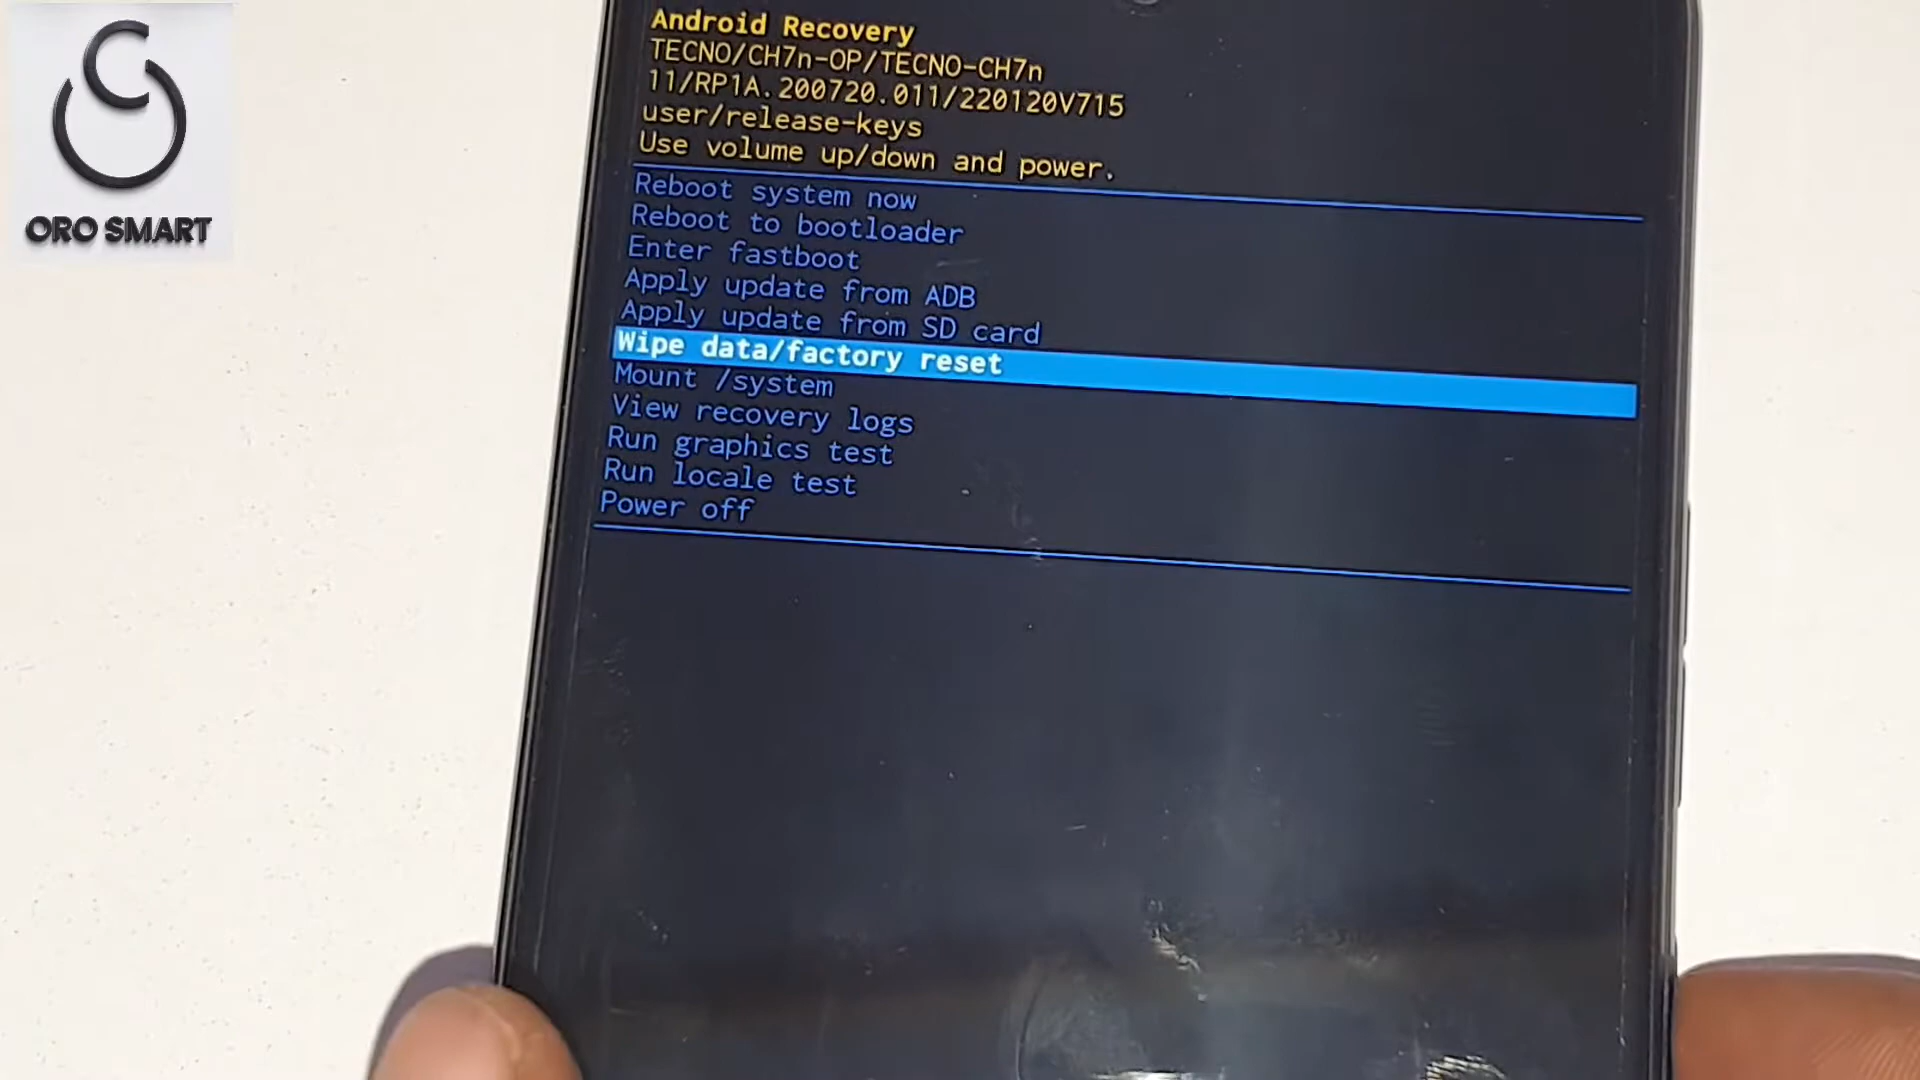 ORO SMART
Android Recovery
TECNO/CH7n-OP/TECNO-CH7n
11/RP1A.200720.011/220120V715
user/release-keys
Use volume up/down and power.
Reboot system now
Reboot to bootloader
Enter fastboot
Apply update from ADB
Apply update from SD card
Wipe data/factory reset
Mount /system
View recovery logs
Run graphics test
Run locale test
Power off